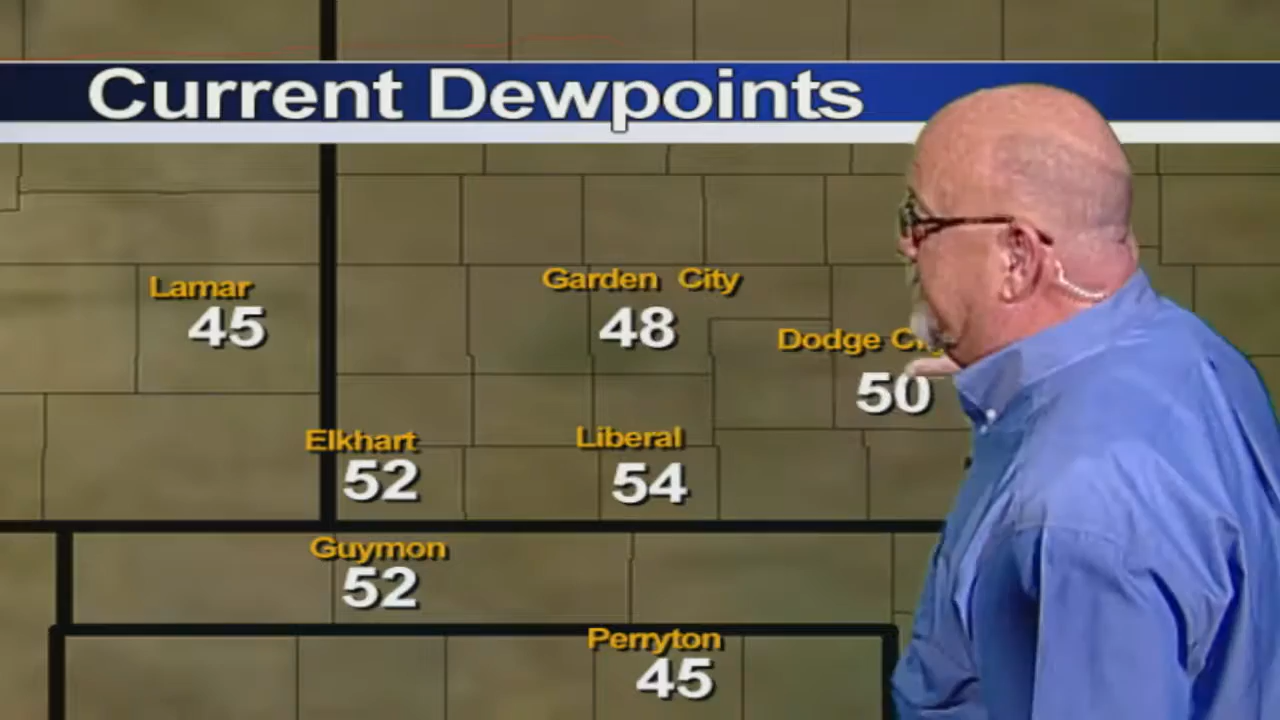 Current Dewpoints
Lamar
45
Garden City
48
Dodge
50
Elkhart
52
Liberal
54
Guymon
52
Perryton
45